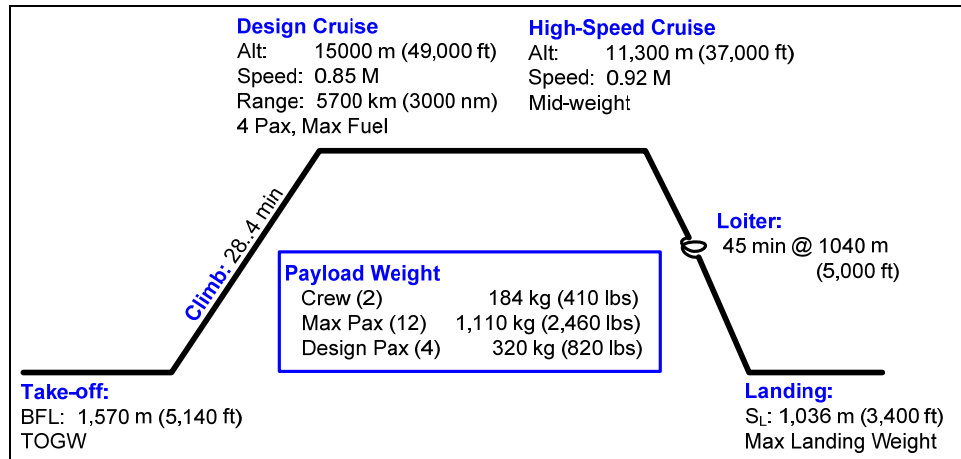 Design Cruise
Alt: 15000 m (49,000 ft)
Speed: 0.85 M
Range: 5700 km (3000 nm)
4 Pax, Max Fuel
High-Speed Cruise
Alt: 11,300 m (37,000 ft)
Speed: 0.92 M
Mid-weight
Climb: 28..4 min
Loiter:
45 min @ 1040 m
(5,000 ft)
Payload Weight
Crew (2) 184 kg (410 lbs)
Max Pax (12) 1,110 kg (2,460 lbs)
Design Pax (4) 320 kg (820 lbs)
Take-off:
BFL: 1,570 m (5,140 ft)
TOGW
Landing:
SL: 1,036 m (3,400 ft)
Max Landing Weight